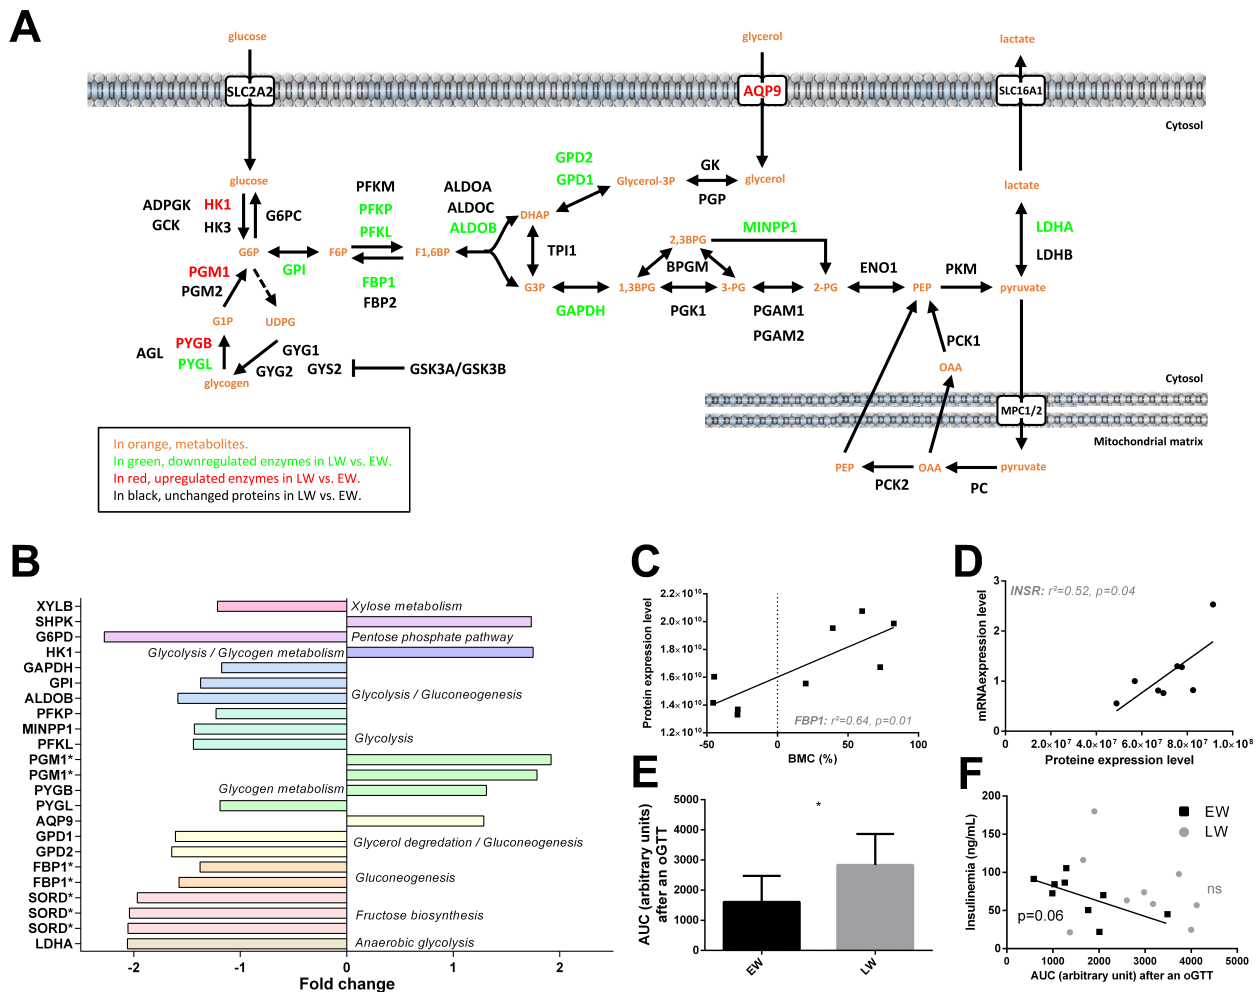 A
glucose
glycerol
lactate
SLC2A2
AQP9
SLC16A1
Cytosol
GPD2
GPD1
GK
Glycerol-3P
glycerol
PGP
glucose
lactate
ADPGK
HK1
GCK
HK3
G6PC
PFKM
PFKP
PFKL
ALDOA
ALDOC
ALDOB
DHAP
MINPP1
LDHA
LDHB
G6P
GPI
F6P
F1,6BP
TPI1
2,3BPG
BPGM
ENO1
PKM
FBP1
FBP2
PGM1
PGM2
G3P
GAPDH
1,3BPG
PGK1
3-PG
PGAM1
PGAM2
2-PG
PEP
pyruvate
G1P
UDPG
AGL
PYGB
PYGL
GYG1
GYG2
GYS2
GSK3A/GSK3B
glycogen
PCK1
OAA
Cytosol
MPC1/2
Mitochondrial matrix
PEP
PCK2
OAA
PC
pyruvate
In orange, metabolites.
In green, downregulated enzymes in LW vs. EW.
In red, upregulated enzymes in LW vs. EW.
In black, unchanged proteins in LW vs. EW.
B
XYLB
Xylose metabolism
SHPK
G6PD
Pentose phosphate pathway
HK1
Glycolysis / Glycogen metabolism
GAPDH
GPI
Glycolysis / Gluconeogenesis
ALDOB
PFKP
MINPP1
Glycolysis
PFKL
PGM1*
PGM1*
PYGB
Glycogen metabolism
PYGL
AQP9
GPD1
Glycerol degradation / Gluconeogenesis
GPD2
FBP1*
Gluconeogenesis
FBP1*
SORD*
SORD*
Fructose biosynthesis
SORD*
LDHA
Anaerobic glycolysis
-2
-1
0
1
2
Fold change
C
Protein expression level
2.2×10¹⁰
2.0×10¹⁰
1.8×10¹⁰
1.6×10¹⁰
1.4×10¹⁰
1.2×10¹⁰
FBP1: r²=0.64, p=0.01
-50
0
50
100
BMC (%)
D
mRNAexpression level
3
2
1
0
INSR: r²=0.52, p=0.04
0
2.0×10⁷
4.0×10⁷
6.0×10⁷
8.0×10⁷
1.0×10⁸
Proteine expression level
E
AUC (arbitrary units)
after an oGTT
5000
4000
3000
2000
1000
0
*
EW
LW
F
Insulinemia (ng/mL)
200
150
100
50
0
EW
LW
ns
p=0.06
0
1000
2000
3000
4000
5000
AUC (arbitrary unit) after an oGTT